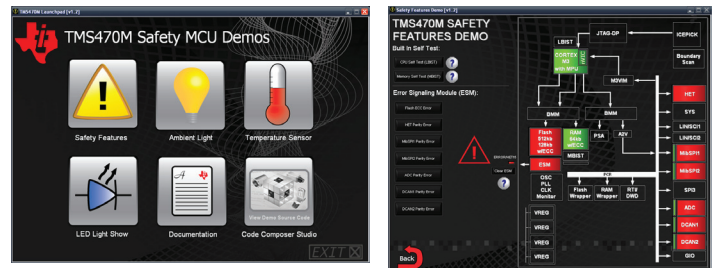 TMS470M Launchpad [v1.2]
TMS470M Safety MCU Demos
Safety Features
Ambient Light
Temperature Sensor
LED Light Show
Documentation
View Demo Source Code
Code Composer Studio
EXIT
Safety Features Demo [v1.2]
TMS470M SAFETY
FEATURES DEMO
Built In Self Test:
CPU Self Test (LBIST)
?
Memory Self Test (MBIST)
?
Error Signaling Module (ESM):
Flash ECC Error
HET Parity Error
MibSPI1 Parity Error
MibSPI2 Parity Error
ADC Parity Error
DCAN1 Parity Error
DCAN2 Parity Error
Clear ESM
?
Back
LBIST
JTAG-DP
ICEPICK
CORTEX
M3
with MPU
NVIC
Boundary
Scan
M3VIM
BMM
BMM
Flash
512kb
128kb
w/ECC
RAM
64kb
w/ECC
PSA
A2V
MBIST
ESM
OSC
PLL
CLK
Monitor
PCR
Flash
Wrapper
RAM
Wrapper
RTI/
DWD
VREG
VREG
VREG
VREG
HET
SYS
LIN/SCI1
LIN/SCI2
MibSPI1
MibSPI2
SPI3
ADC
DCAN1
DCAN2
GIO